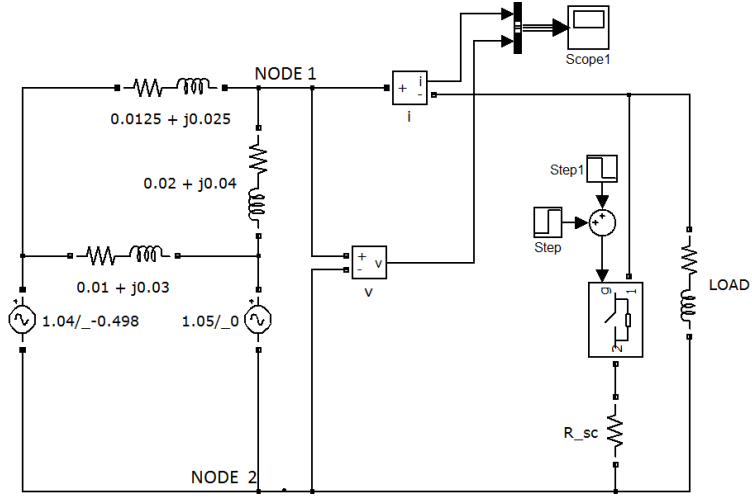 Scope1
NODE 1
i
+
-
i
0.0125 + j0.025
Step1
0.02 + j0.04
+
+
Step
+
-
v
v
0.01 + j0.03
LOAD
g
1
2
+
1.04/_-0.498
+
1.05/_0
R_sc
NODE 2